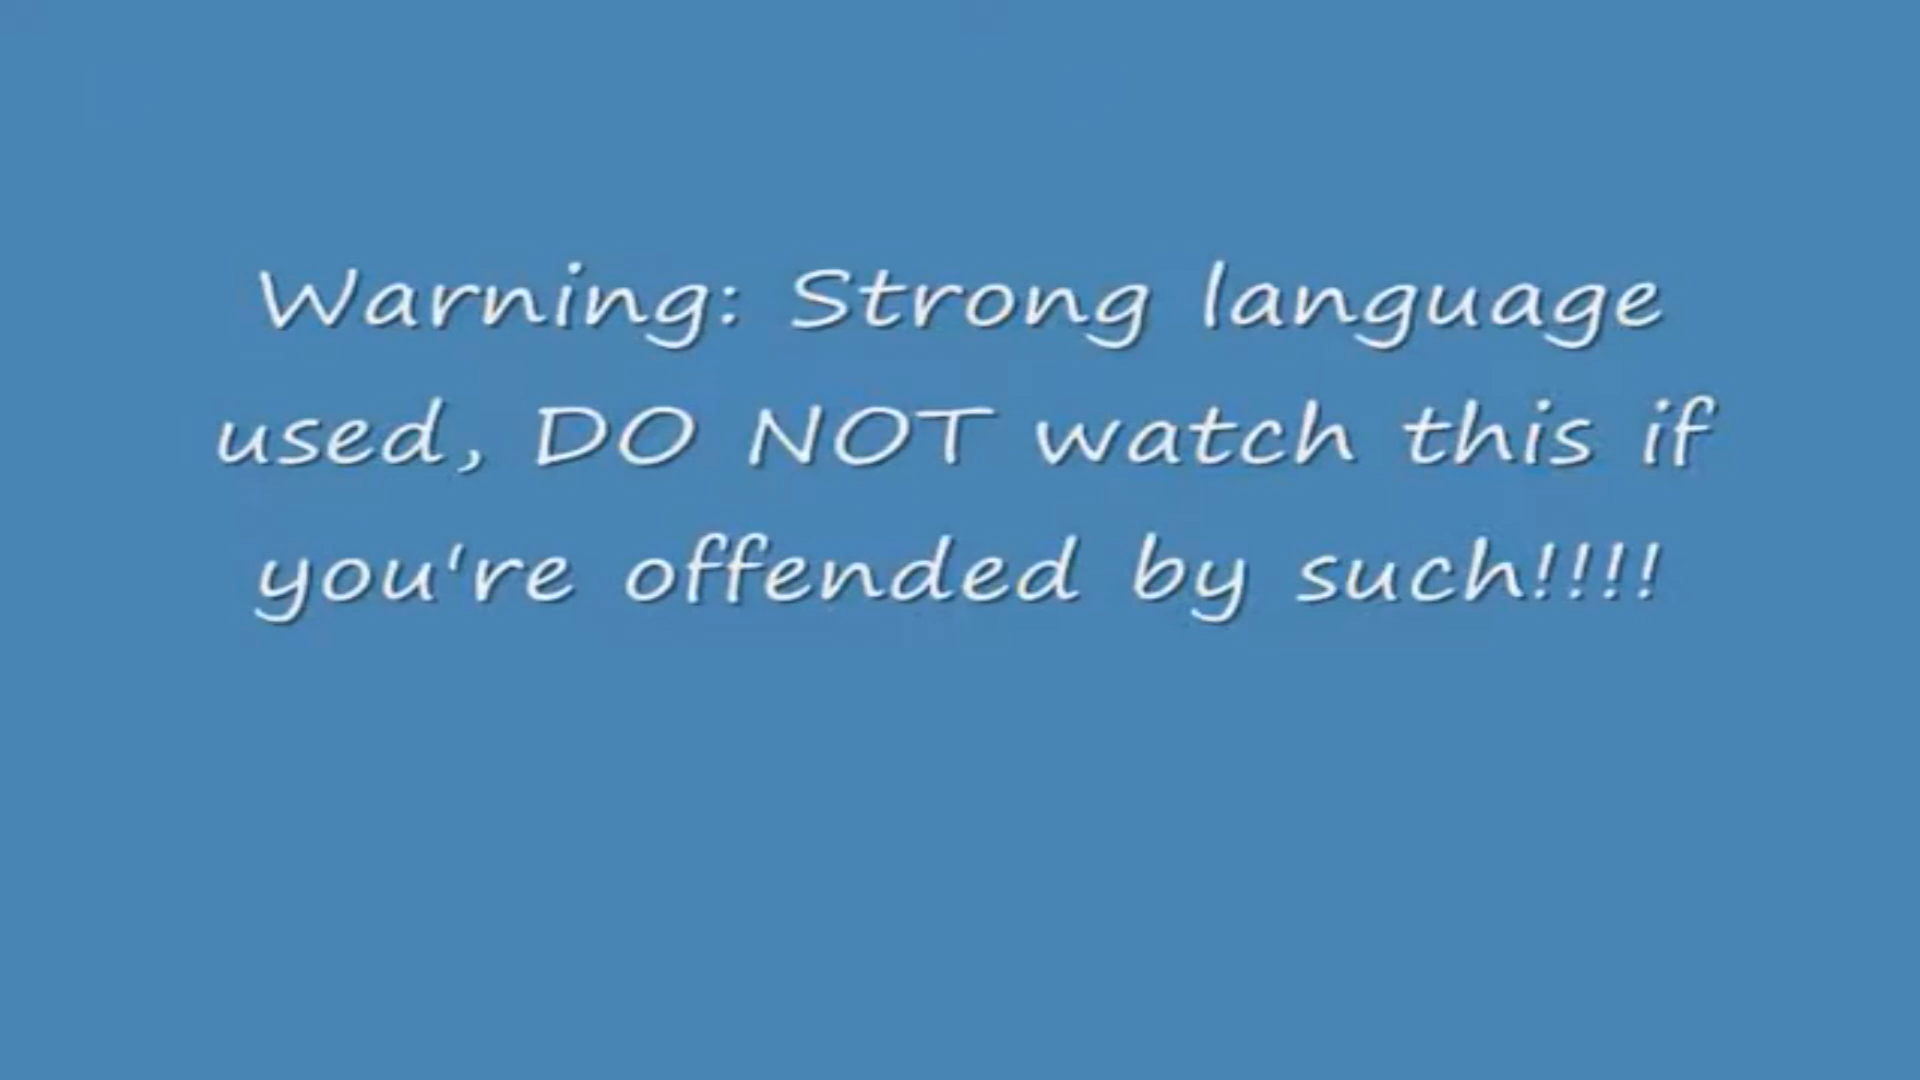 Warning: Strong language
used, DO NOT watch this if
you're offended by such!!!!